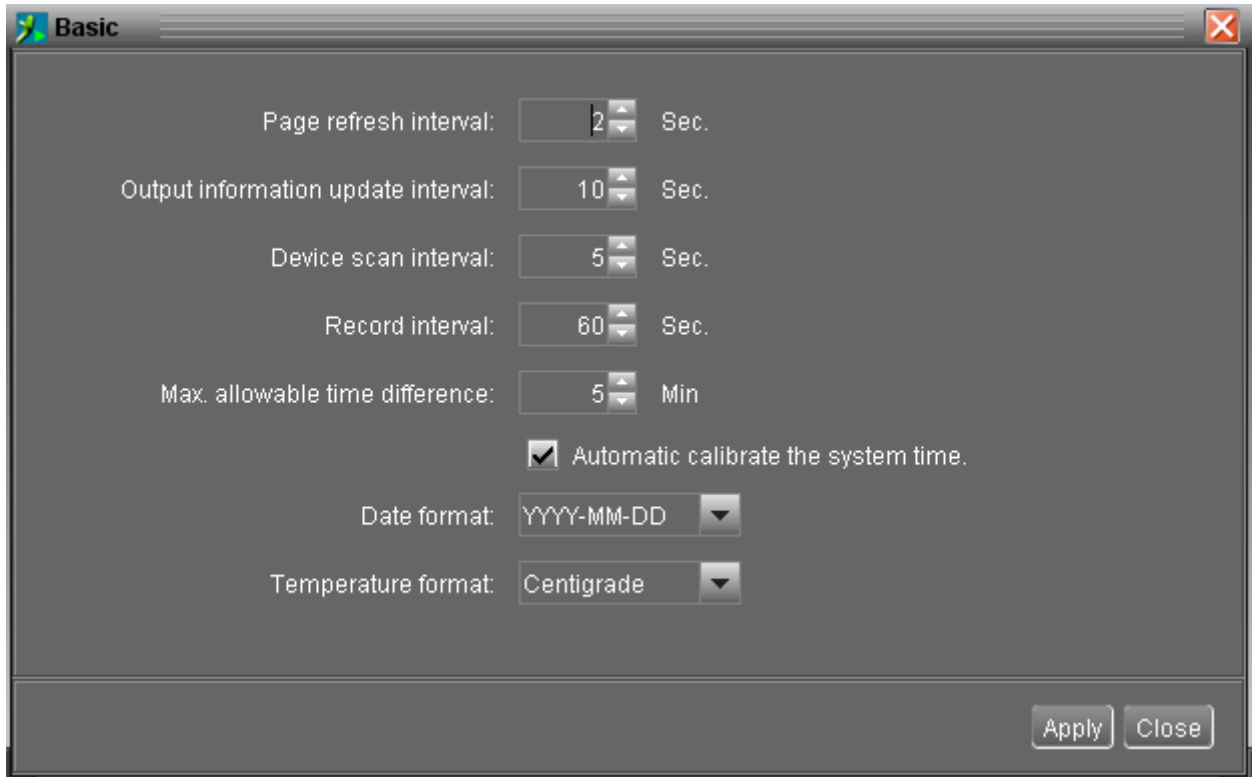 Basic
Page refresh interval: 2 Sec.
Output information update interval: 10 Sec.
Device scan interval: 5 Sec.
Record interval: 60 Sec.
Max. allowable time difference: 5 Min
Automatic calibrate the system time.
Date format: YYYY-MM-DD
Temperature format: Centigrade
Apply Close